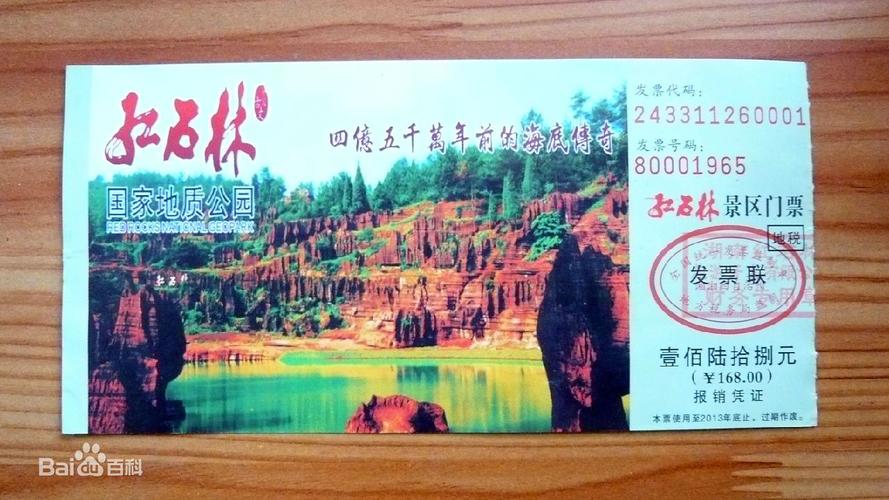 红石林
国家地质公园
RED ROCKS NATIONAL GEOPARK
四億五千萬年前的海底傳奇
红石林
发票代码:
243311260001
发票号码:
80001965
红石林景区门票
地税
发票联
壹佰陆拾捌元
(￥168.00)
报销凭证
本票使用至2013年底止,过期作废。
Baidu百科